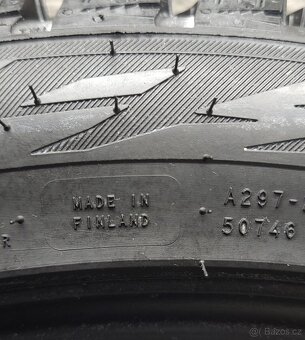 MADE IN
FINLAND
A297-
50746
R
Bazos.cz